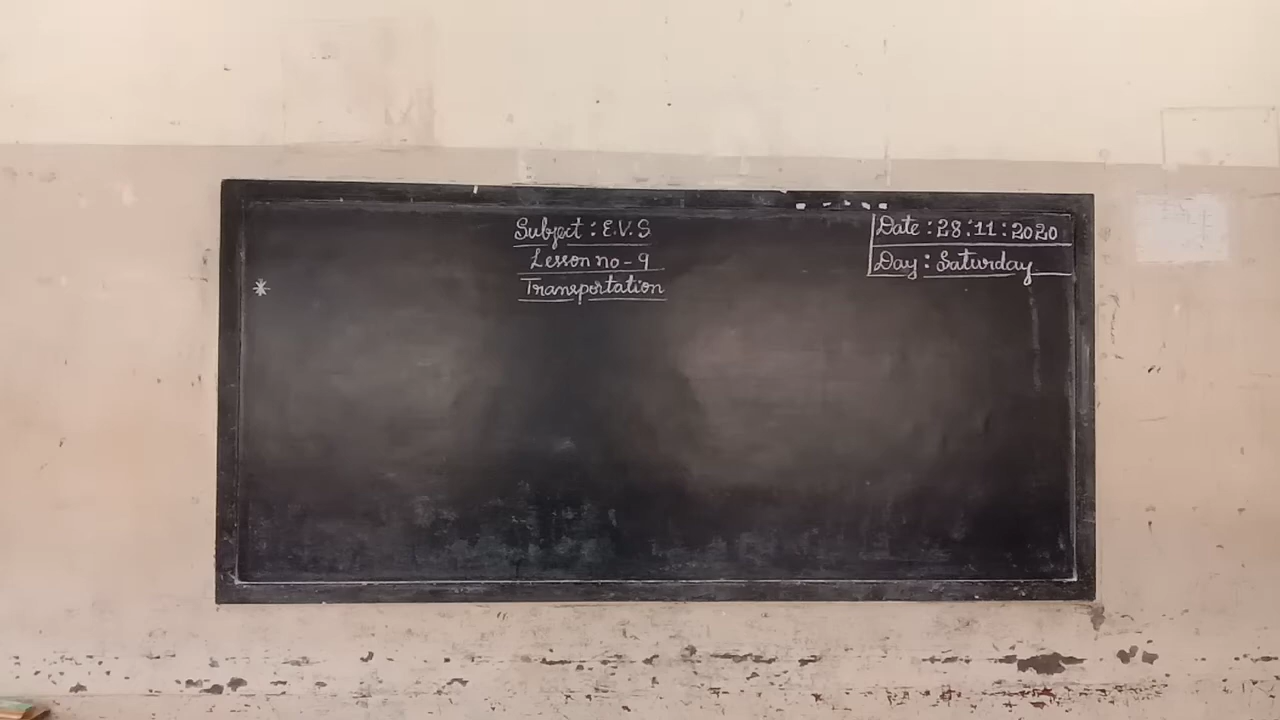 Subject : E.V.S
Lesson no - 9
Transportation
Date : 28 : 11 : 2020
Day : Saturday
*